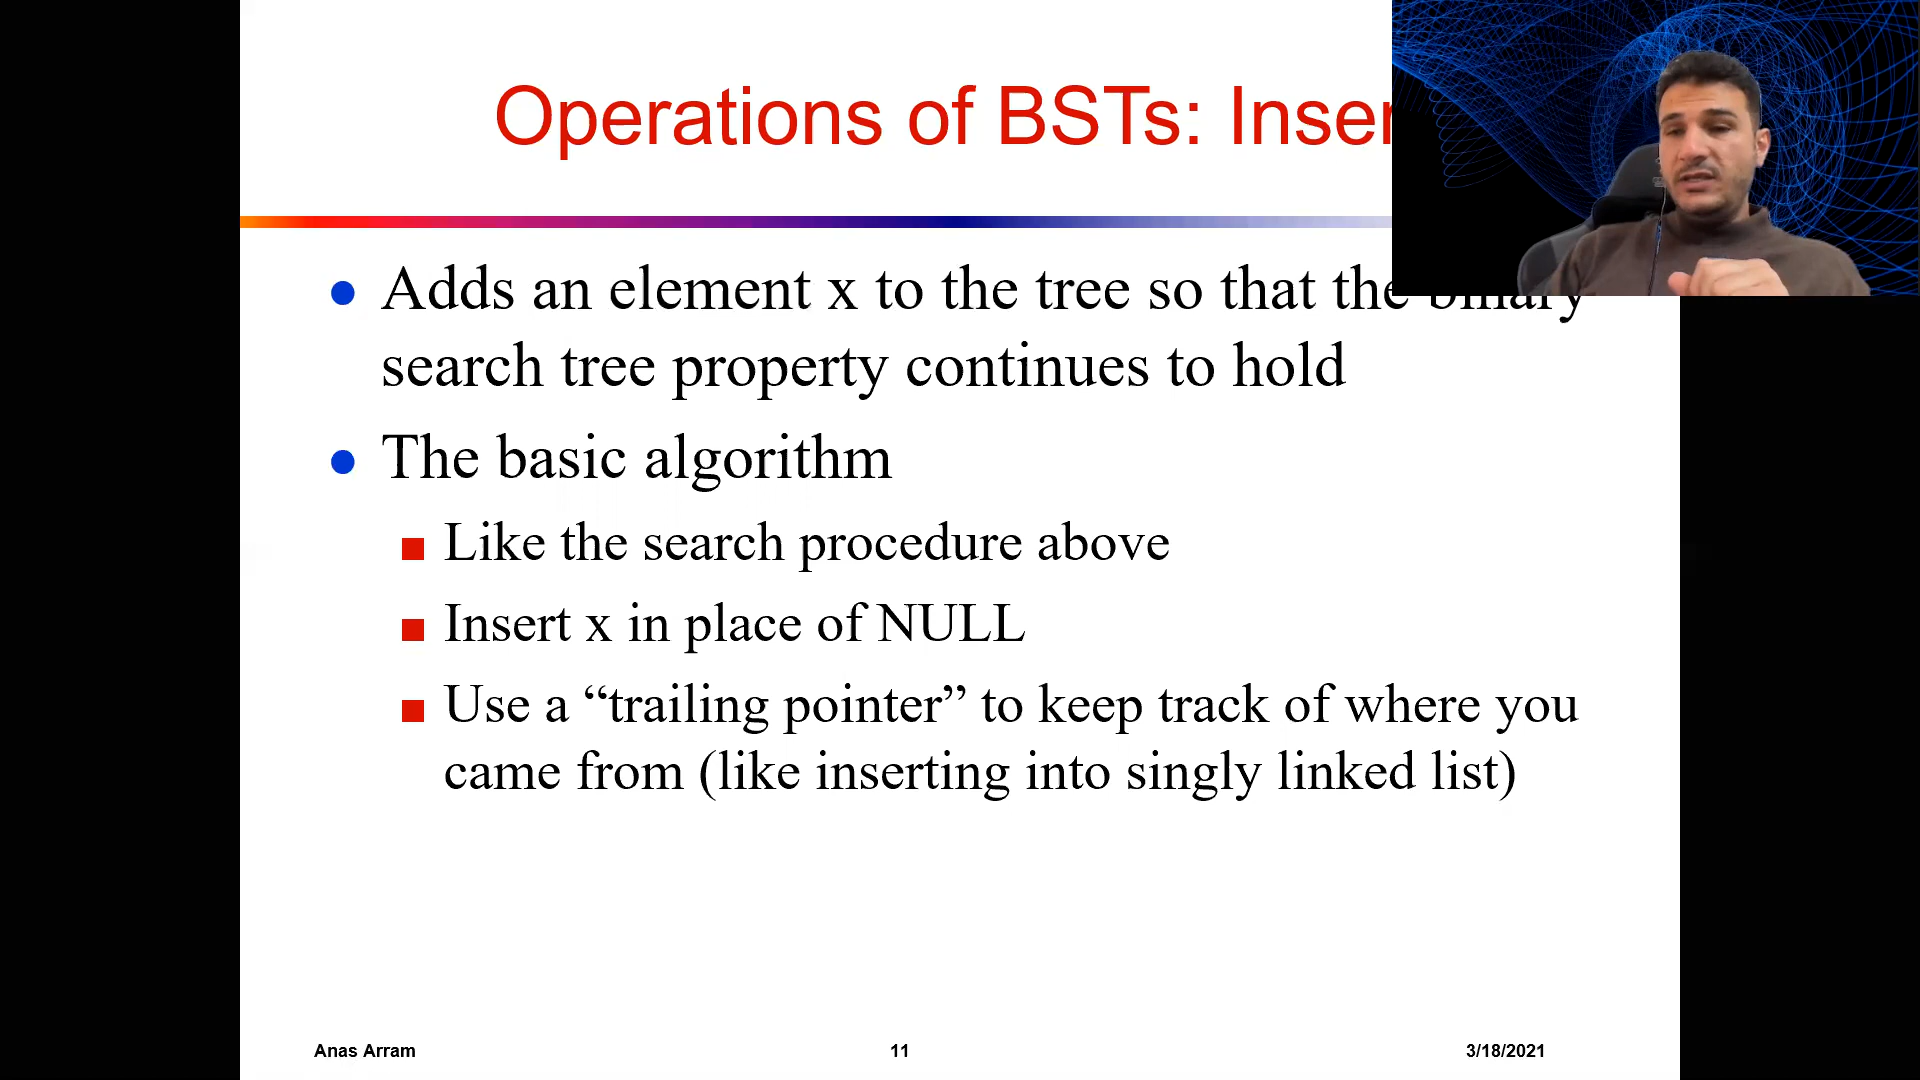 Operations of BSTs: Inser
Adds an element x to the tree so that the binary
search tree property continues to hold
The basic algorithm
Like the search procedure above
Insert x in place of NULL
Use a “trailing pointer” to keep track of where you
came from (like inserting into singly linked list)
Anas Arram 11 3/18/2021